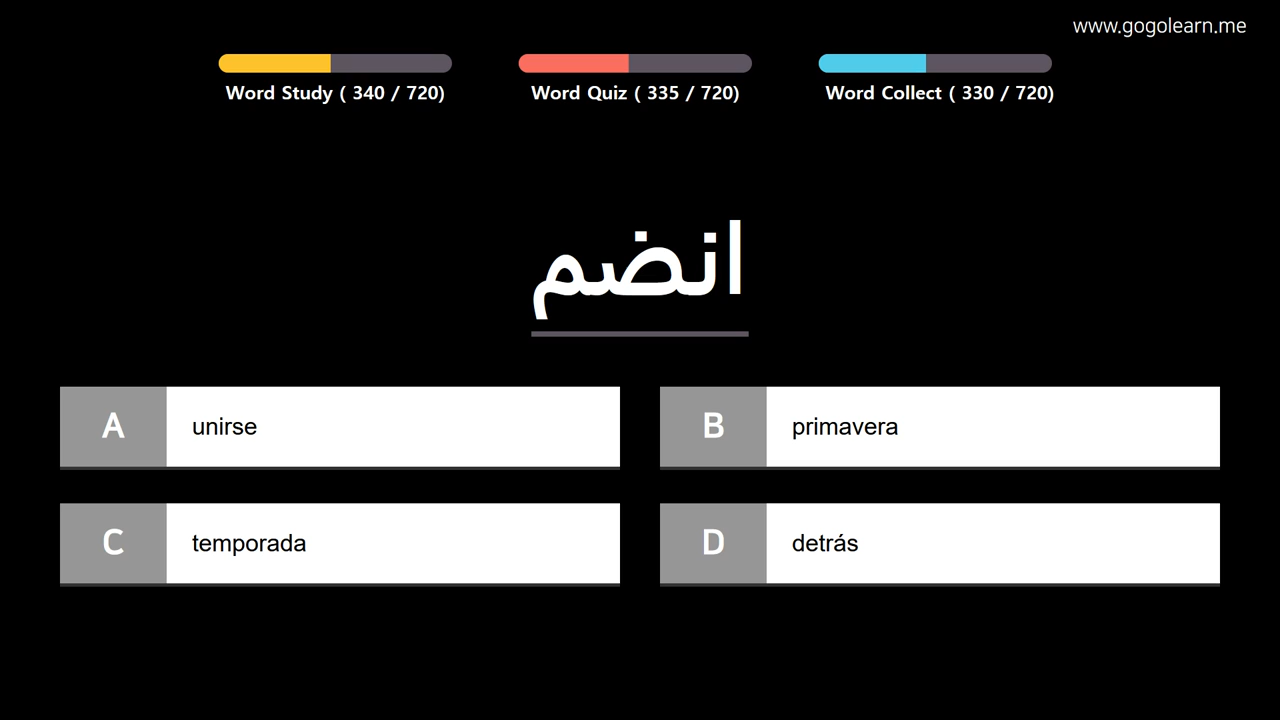 www.gogolearn.me
Word Study ( 340 / 720)
Word Quiz ( 335 / 720)
Word Collect ( 330 / 720)
انضم
A unirse
B primavera
C temporada
D detrás